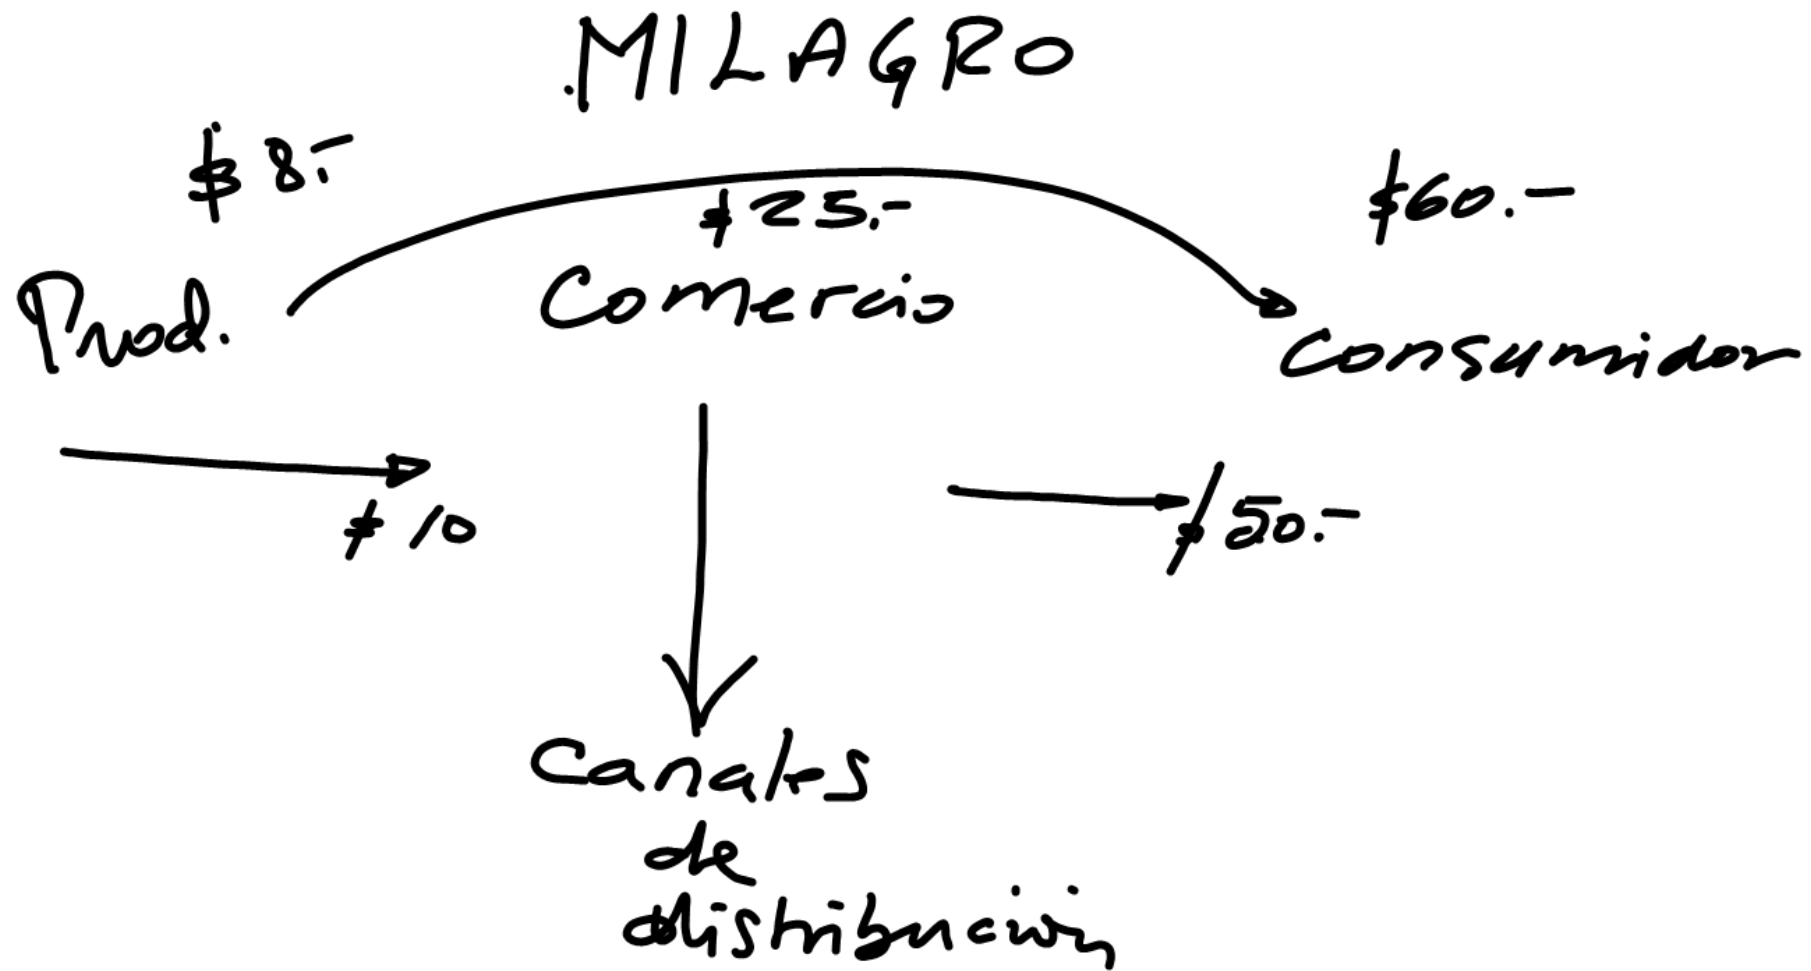 MILAGRO
$ 8.-
$ 25.-
$60.-
Prod.
Comercio
Consumidor
$ 10
$ 50.-
Canales
de
distribución